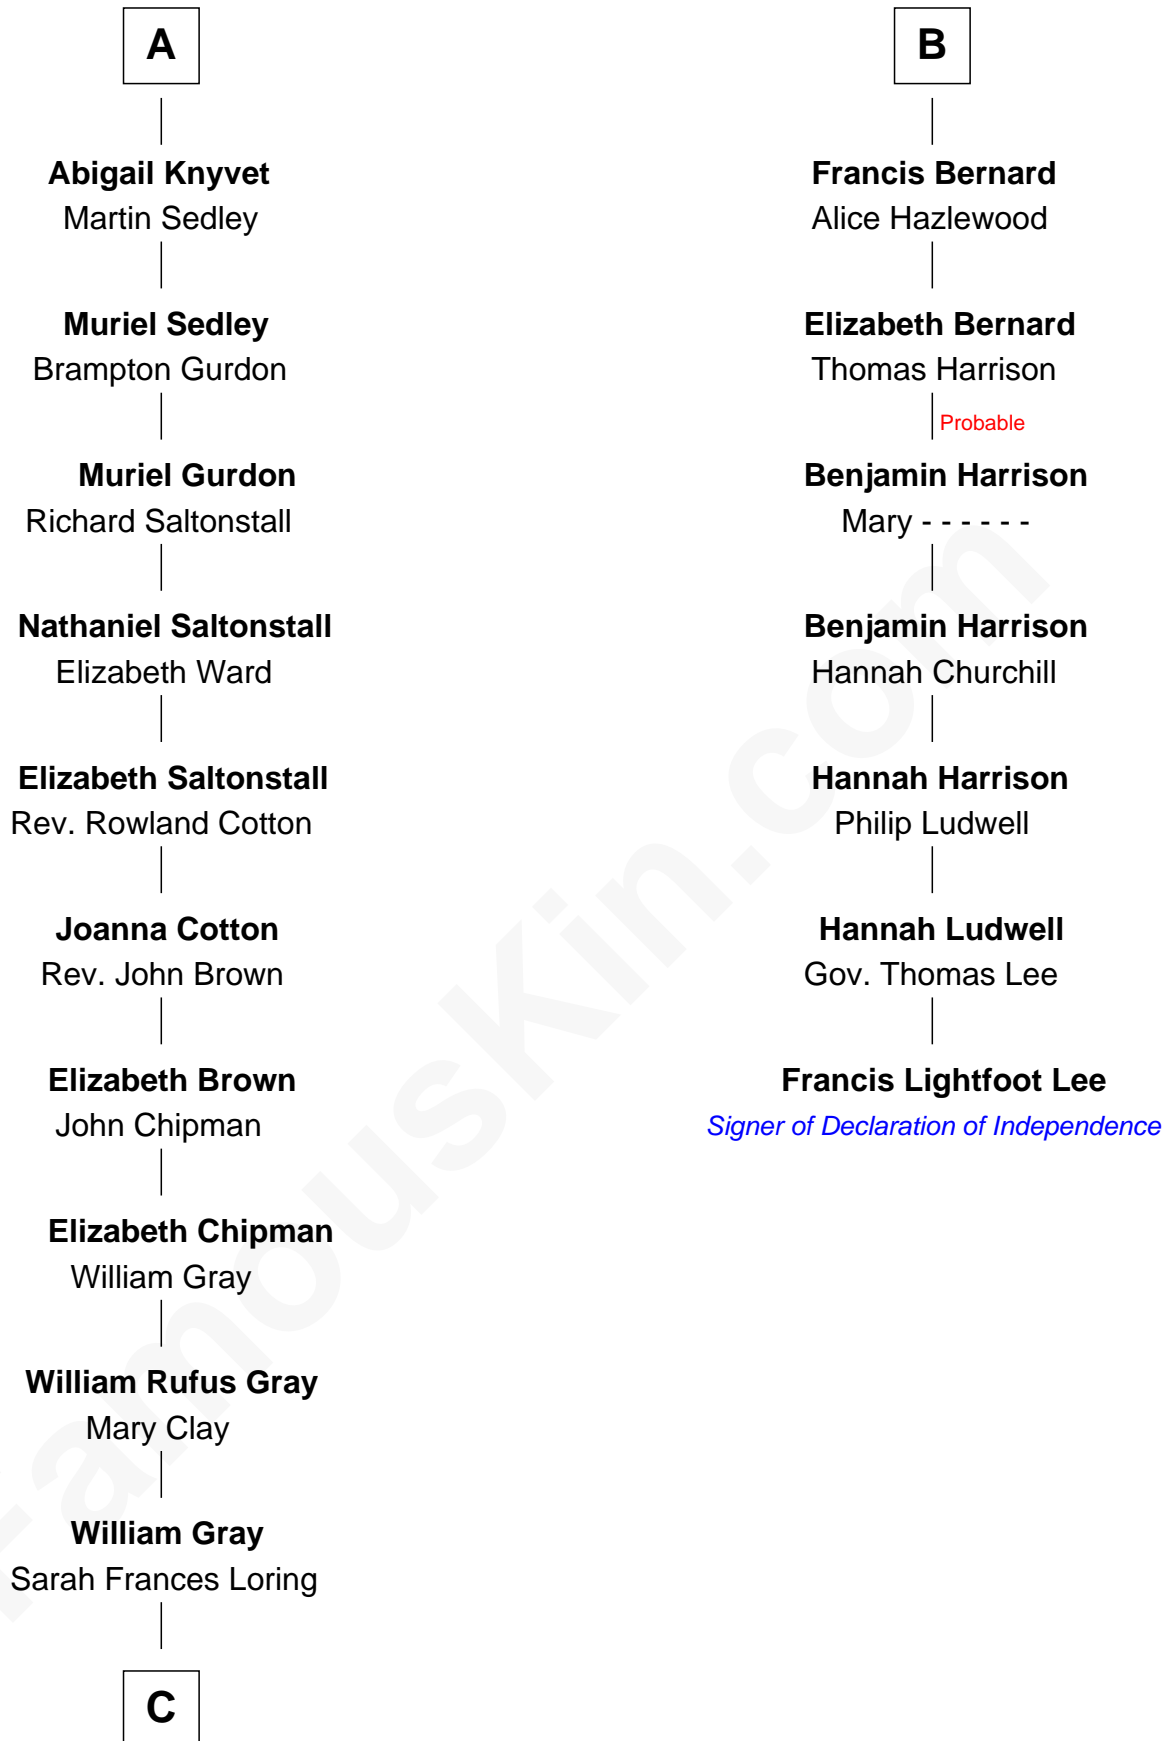 A
Abigail Knyvet
Martin Sedley
Muriel Sedley
Brampton Gurdon
Muriel Gurdon
Richard Saltonstall
Nathaniel Saltonstall
Elizabeth Ward
Elizabeth Saltonstall
Rev. Rowland Cotton
Joanna Cotton
Rev. John Brown
Elizabeth Brown
John Chipman
Elizabeth Chipman
William Gray
William Rufus Gray
Mary Clay
William Gray
Sarah Frances Loring
C
B
Francis Bernard
Alice Hazlewood
Elizabeth Bernard
Thomas Harrison
Probable
Benjamin Harrison
Mary - - - - - -
Benjamin Harrison
Hannah Churchill
Hannah Harrison
Philip Ludwell
Hannah Ludwell
Gov. Thomas Lee
Francis Lightfoot Lee
Signer of Declaration of Independence
FamousKin.com